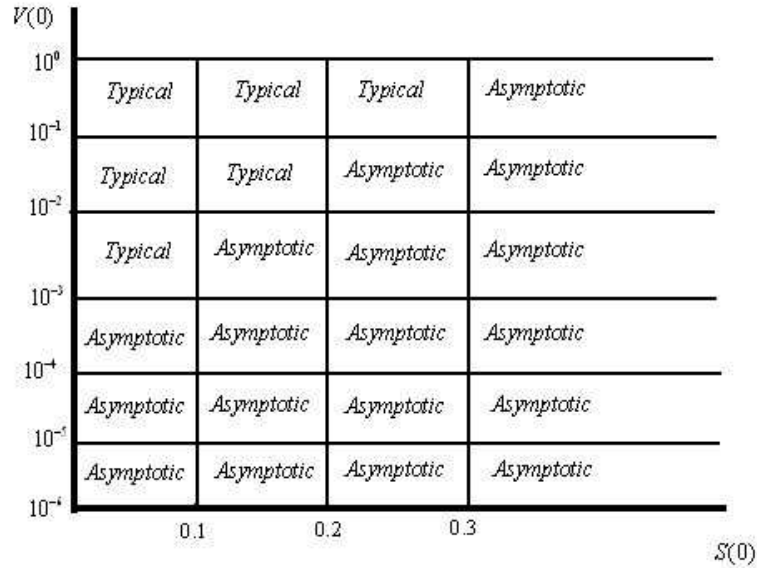 V(0)
10⁰
Typical Typical Typical Asymptotic
10⁻¹
Typical Typical Asymptotic Asymptotic
10⁻²
Typical Asymptotic Asymptotic Asymptotic
10⁻³
Asymptotic Asymptotic Asymptotic Asymptotic
10⁻⁴
Asymptotic Asymptotic Asymptotic Asymptotic
10⁻⁵
Asymptotic Asymptotic Asymptotic Asymptotic
10⁻⁶
0.1 0.2 0.3
S(0)